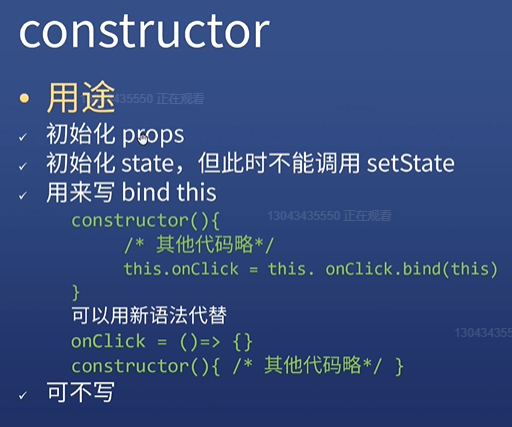 constructor
• 用途
13043435550 正在观看
✓ 初始化 props
✓ 初始化 state，但此时不能调用 setState
✓ 用来写 bind this
13043435550 正在观看
constructor(){
/* 其他代码略*/
this.onClick = this. onClick.bind(this)
}
可以用新语法代替
onClick = ()=> {}
13043435
constructor(){ /* 其他代码略*/ }
✓ 可不写